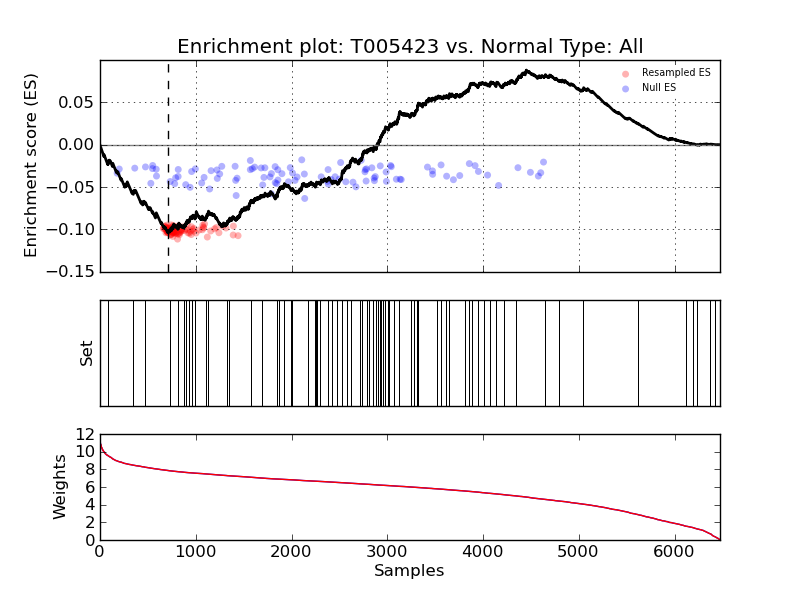 Enrichment plot: T005423 vs. Normal Type: All
Enrichment score (ES)
0.05
0.00
−0.05
−0.10
−0.15
Resampled ES
Null ES
Set
Weights
12
10
8
6
4
2
0
0 1000 2000 3000 4000 5000 6000
Samples